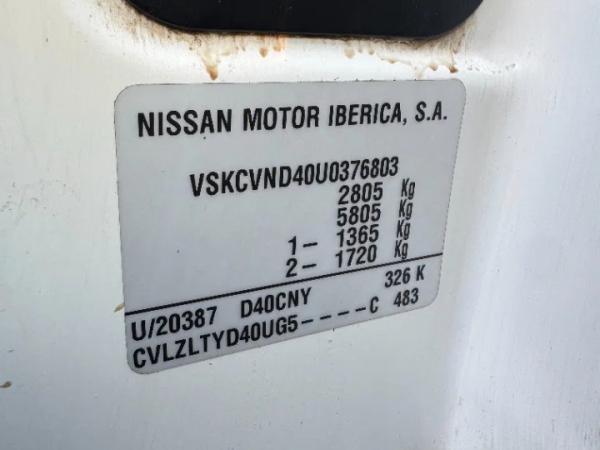 NISSAN MOTOR IBERICA, S.A.
VSKCVND40U0376803
2805 Kg
5805 Kg
1- 1365 Kg
2- 1720 Kg
U/20387 D40CNY 326 K
CVLZLTYD40UG5----C 483